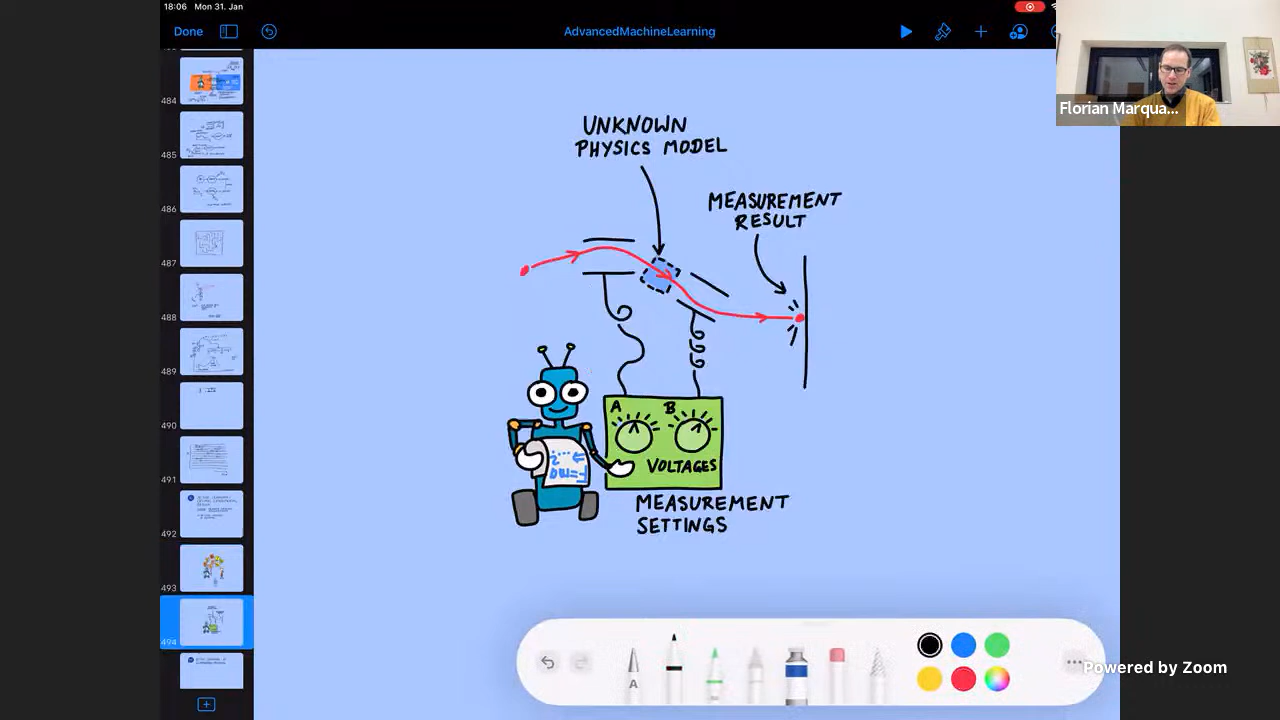 18:06 Mon 31. Jan
Done
AdvancedMachineLearning
Florian Marqua...
484
485
486
487
488
489
490
491
492
493
494
UNKNOWN
PHYSICS MODEL
MEASUREMENT
RESULT
A B
VOLTAGES
MEASUREMENT
SETTINGS
A
Powered by Zoom